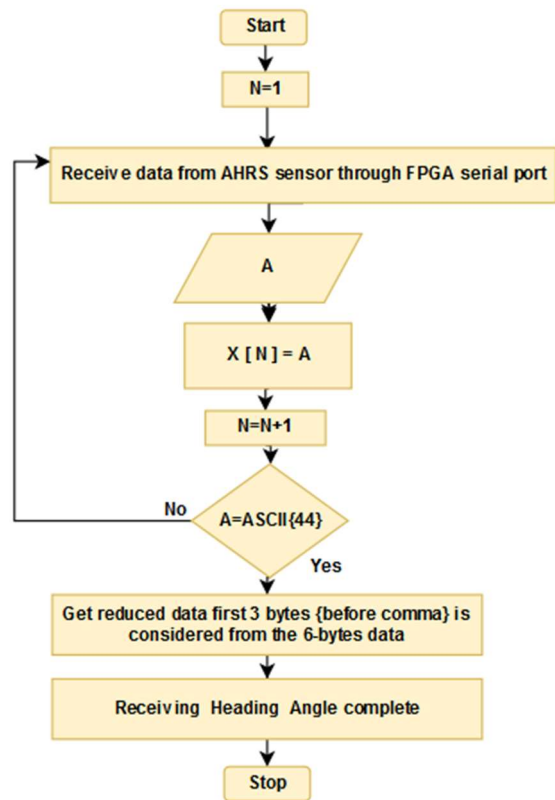 Start
N=1
Receive data from AHRS sensor through FPGA serial port
A
X [ N ] = A
N=N+1
A=ASCII{44}
No
Yes
Get reduced data first 3 bytes {before comma} is
considered from the 6-bytes data
Receiving Heading Angle complete
Stop